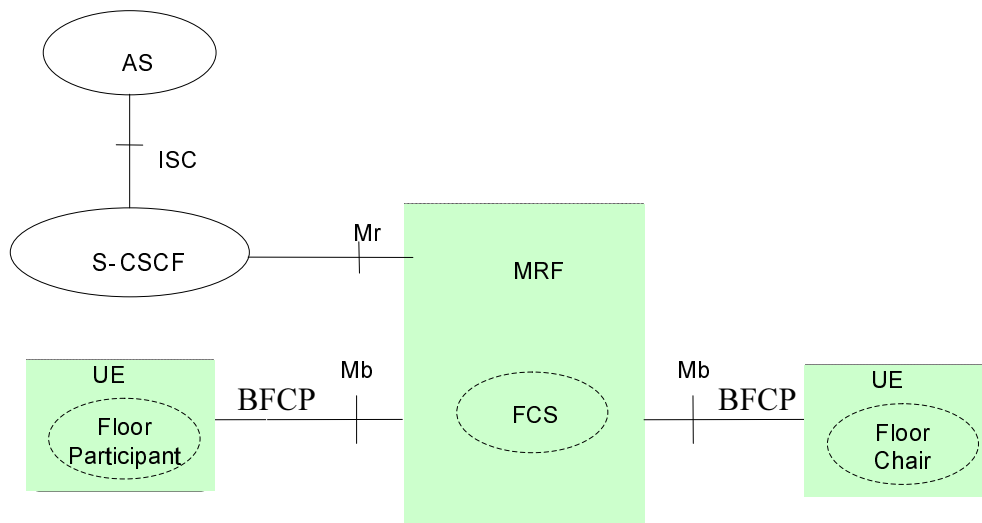 AS
ISC
S-CSCF
Mr
MRF
UE
Floor
Participant
BFCP
Mb
FCS
Mb
BFCP
UE
Floor
Chair